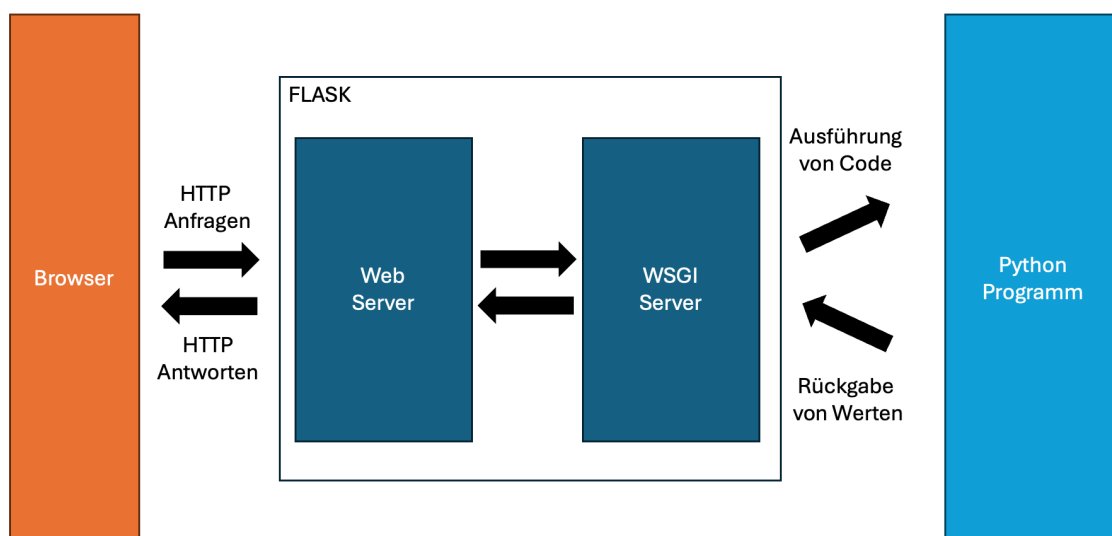 FLASK
Browser
HTTP
Anfragen
HTTP
Antworten
Web
Server
WSGI
Server
Ausführung
von Code
Rückgabe
von Werten
Python
Programm